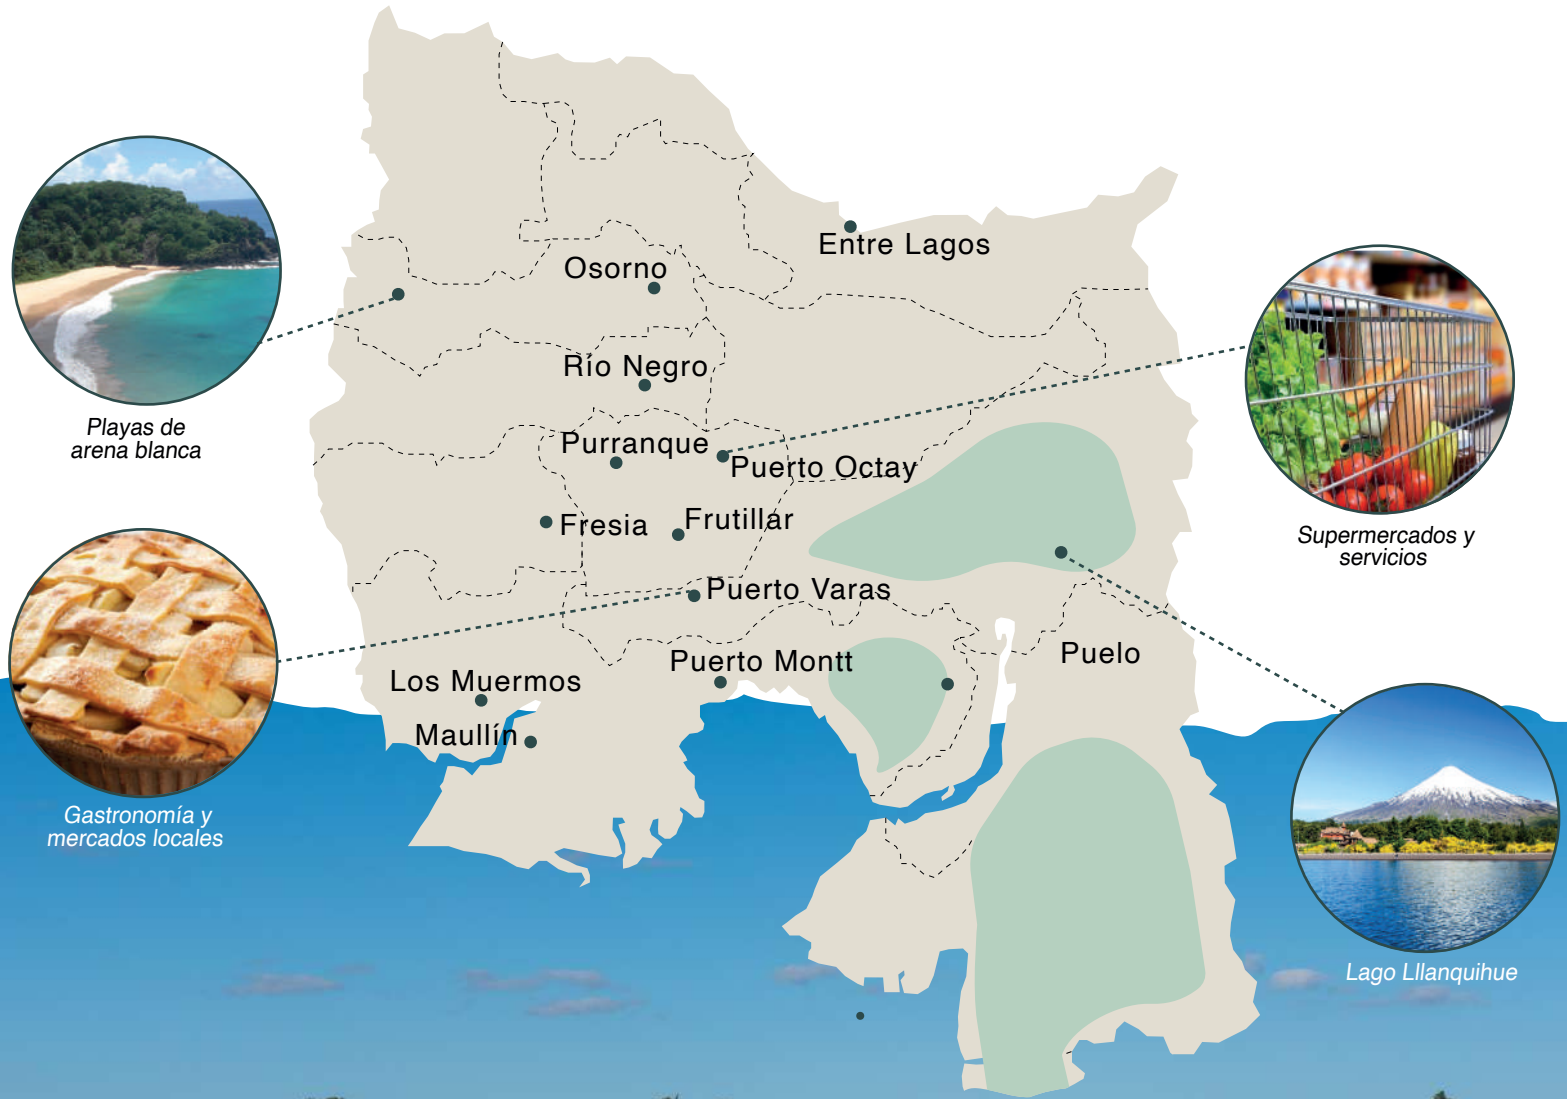 Entre Lagos
Osorno
Río Negro
Playas de
arena blanca
Purranque
Puerto Octay
Fresia
Frutillar
Supermercados y
servicios
Puerto Varas
Puerto Montt
Puelo
Los Muermos
Maullín
Gastronomía y
mercados locales
Lago Lllanquihue